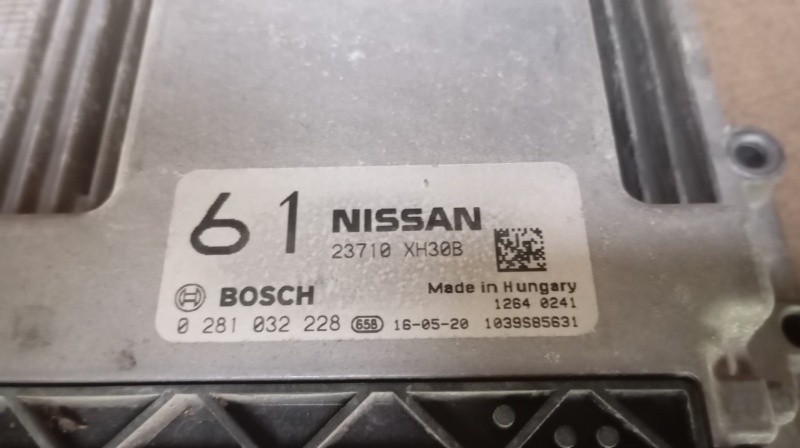 61 NISSAN
23710 XH30B
BOSCH
Made in Hungary
1264 0241
0 281 032 228 658 16-05-20 1039S85631